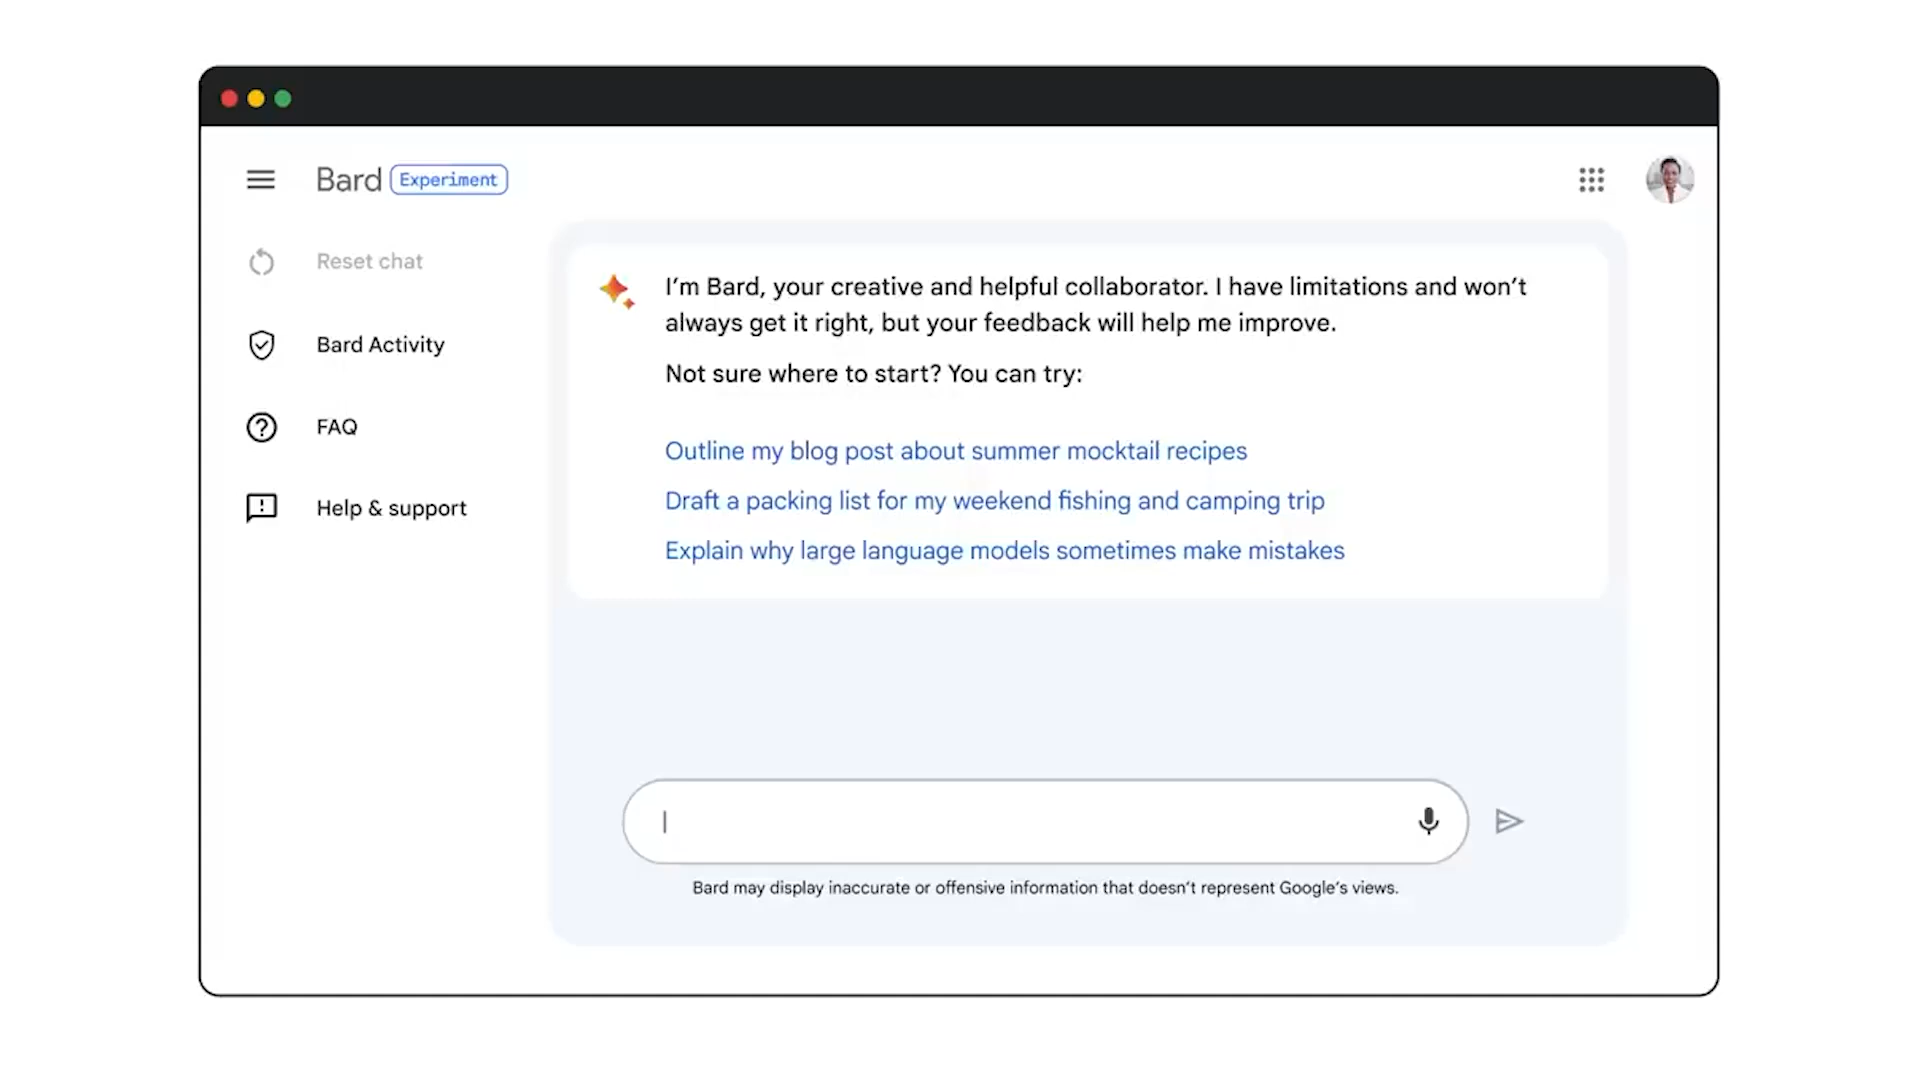 Bard Experiment
Reset chat
Bard Activity
FAQ
Help & support
I’m Bard, your creative and helpful collaborator. I have limitations and won’t
always get it right, but your feedback will help me improve.
Not sure where to start? You can try:
Outline my blog post about summer mocktail recipes
Draft a packing list for my weekend fishing and camping trip
Explain why large language models sometimes make mistakes
Bard may display inaccurate or offensive information that doesn’t represent Google’s views.